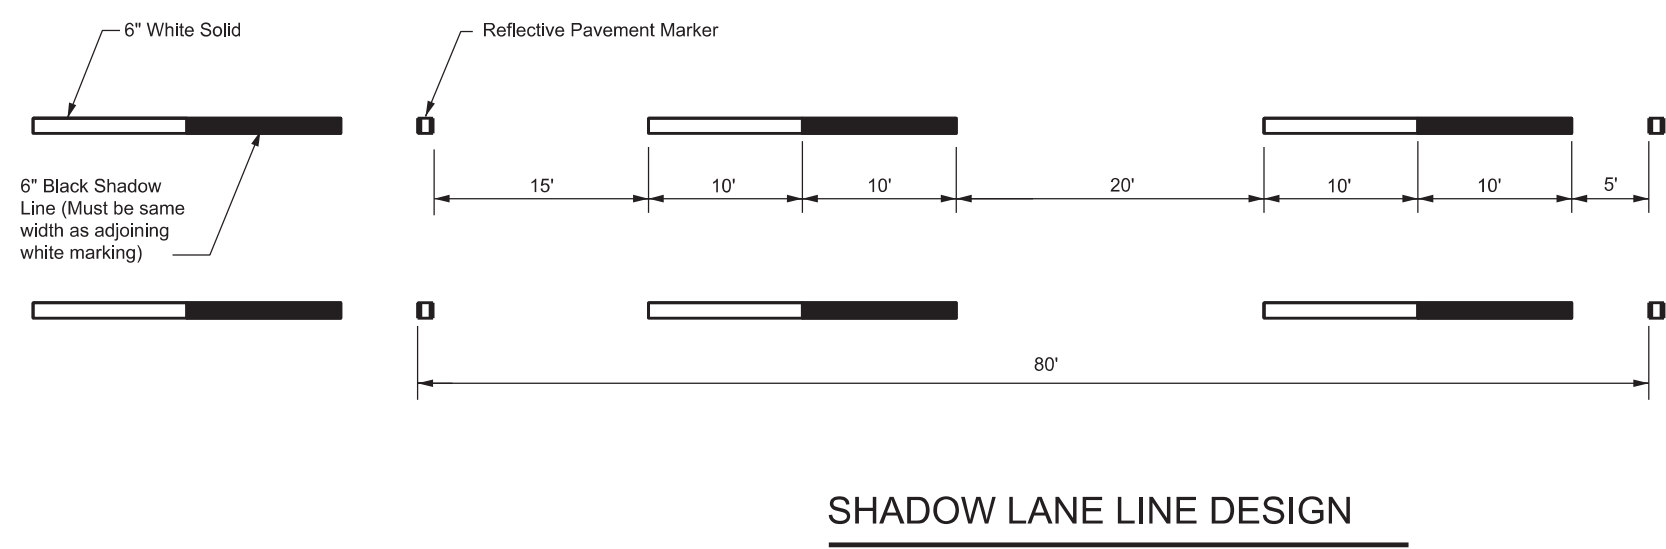 6" White Solid
Reflective Pavement Marker
6" Black Shadow
Line (Must be same
width as adjoining
white marking)
15'
10'
10'
20'
10'
10'
5'
80'
SHADOW LANE LINE DESIGN